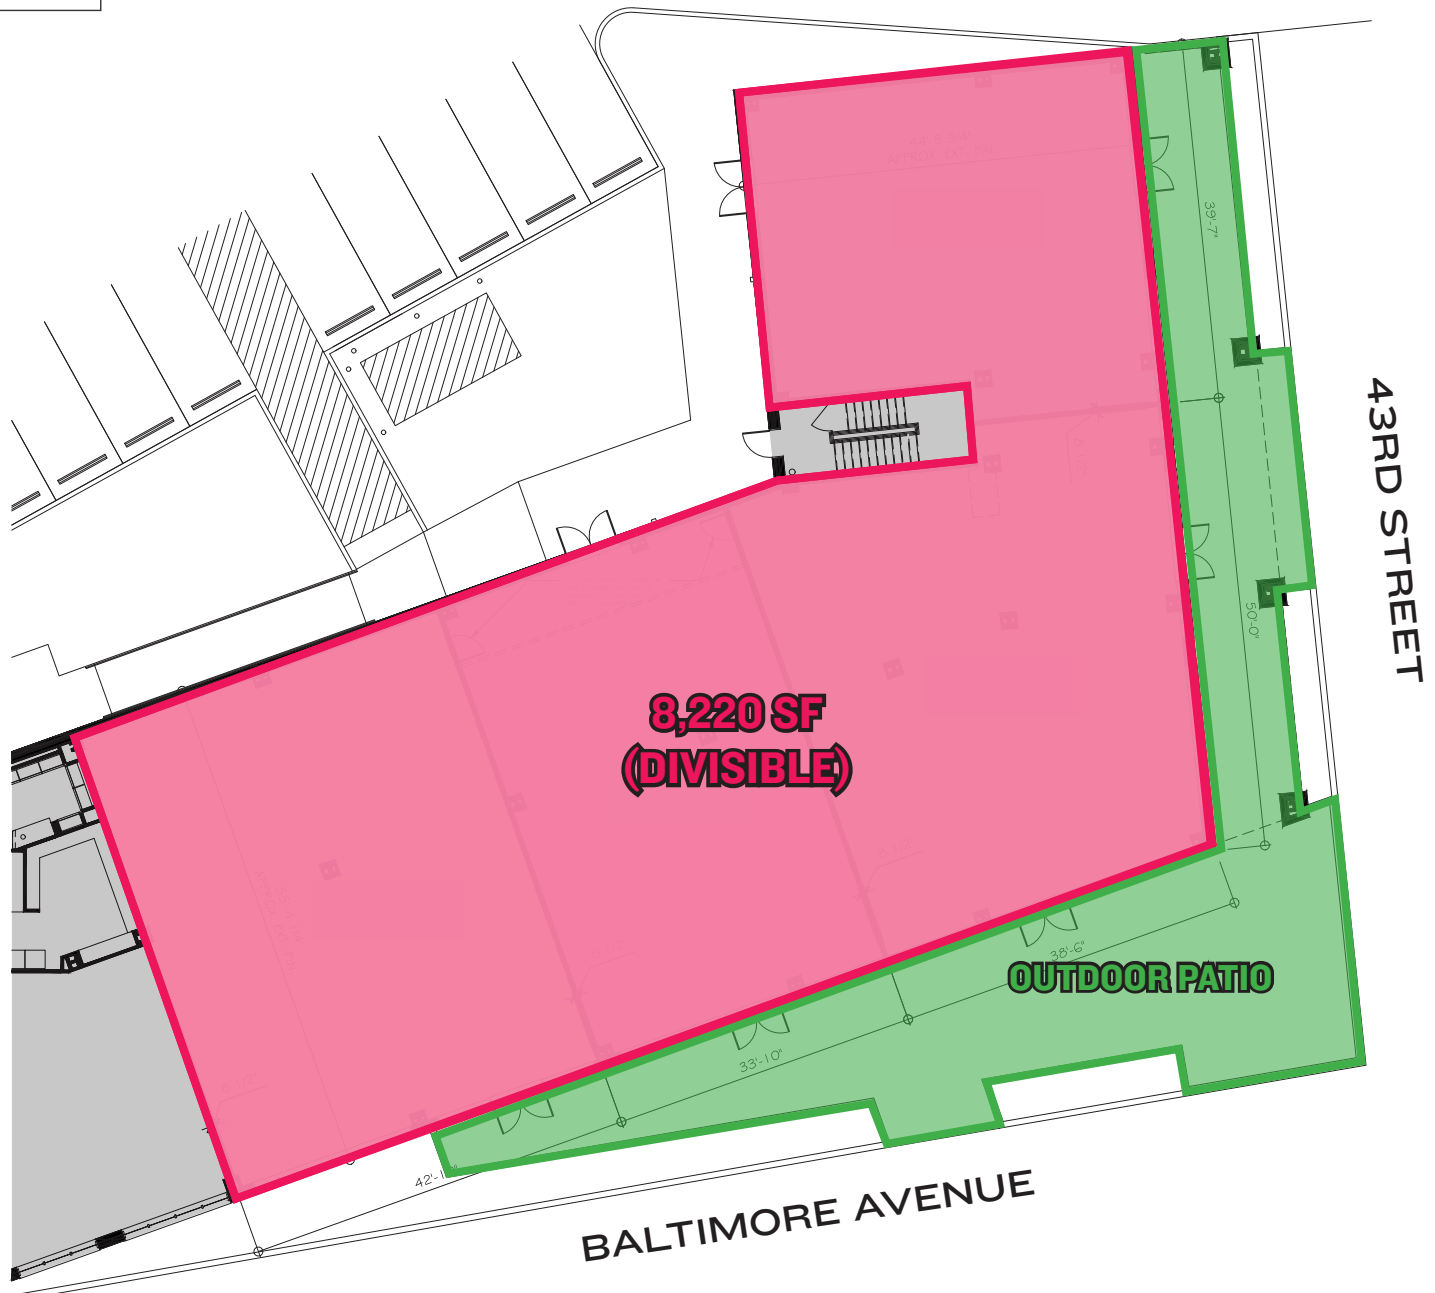 39'-7"
43RD STREET
50'-0"
8,220 SF
(DIVISIBLE)
38'-6"
OUTDOOR PATIO
33'-10"
BALTIMORE AVENUE